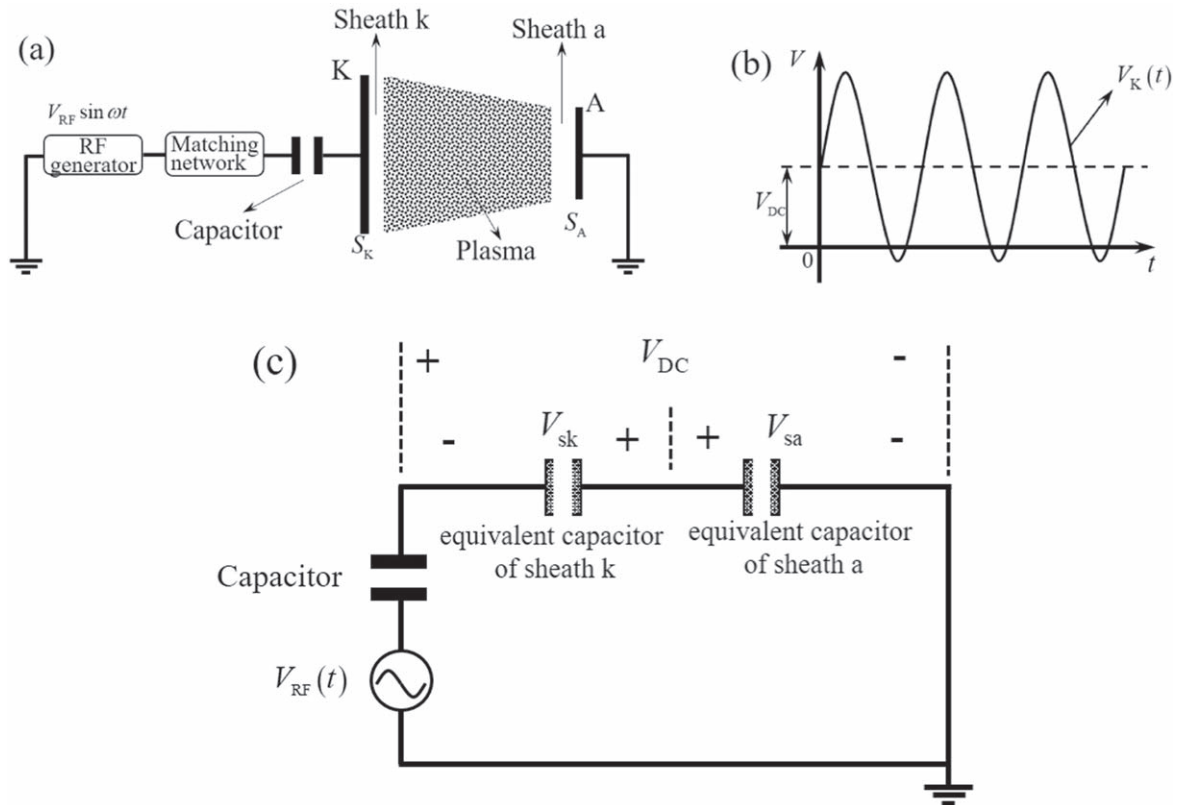 (a)
Sheath k
Sheath a
K
A
V_RF sin ωt
RF
generator
Matching
network
Capacitor
S_K
Plasma
S_A
(b)
V
V_K (t)
V_DC
0
t
(c)
+
V_DC
-
-
V_sk
+
+
V_sa
-
equivalent capacitor
of sheath k
equivalent capacitor
of sheath a
Capacitor
V_RF (t)